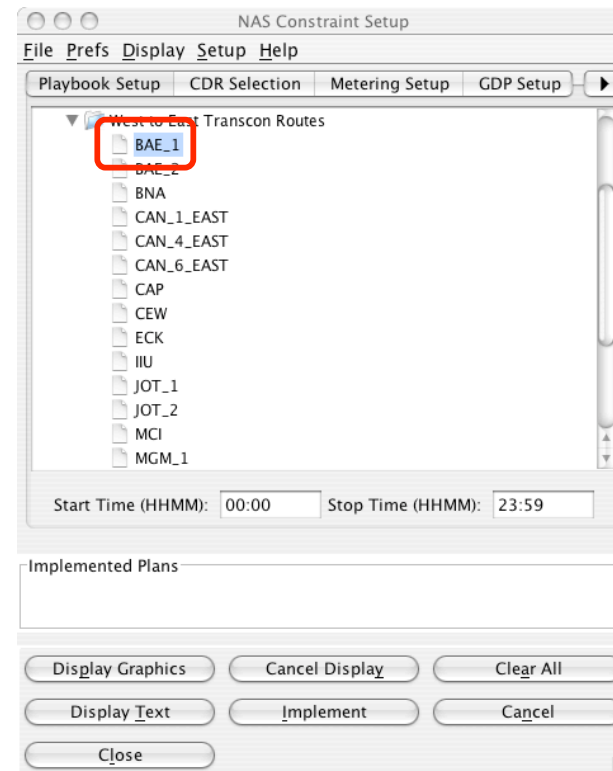 NAS Constraint Setup
File Prefs Display Setup Help
Playbook Setup CDR Selection Metering Setup GDP Setup
West to East Transcon Routes
BAE_1
BAE_2
BNA
CAN_1_EAST
CAN_4_EAST
CAN_6_EAST
CAP
CEW
ECK
IIU
JOT_1
JOT_2
MCI
MGM_1
Start Time (HHMM): 00:00 Stop Time (HHMM): 23:59
Implemented Plans
Display Graphics Cancel Display Clear All
Display Text Implement Cancel
Close